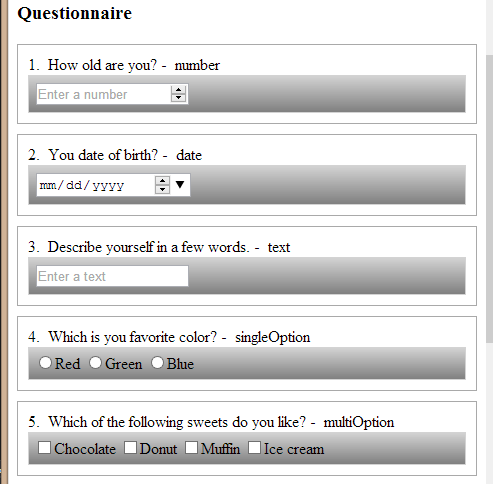 Questionnaire
1. How old are you? - number
Enter a number
2. You date of birth? - date
mm/dd/yyyy
3. Describe yourself in a few words. - text
Enter a text
4. Which is you favorite color? - singleOption
Red Green Blue
5. Which of the following sweets do you like? - multiOption
Chocolate Donut Muffin Ice cream